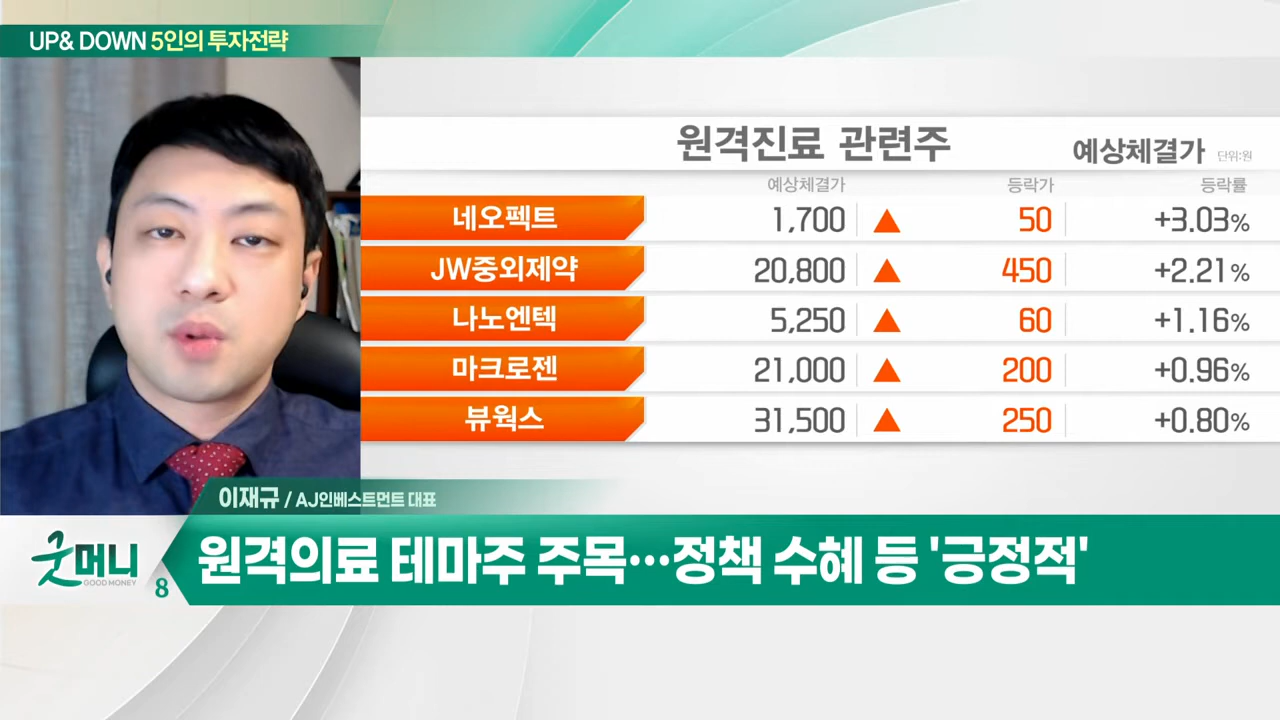 UP& DOWN 5인의 투자전략
원격진료 관련주 예상체결가 단위:원
예상체결가 등락가 등락률
네오펙트 1,700 ▲ 50 +3.03%
JW중외제약 20,800 ▲ 450 +2.21%
나노엔텍 5,250 ▲ 60 +1.16%
마크로젠 21,000 ▲ 200 +0.96%
뷰웍스 31,500 ▲ 250 +0.80%
이재규 / AJ인베스트먼트 대표
굿머니
GOOD MONEY
8
원격의료 테마주 주목…정책 수혜 등 '긍정적'